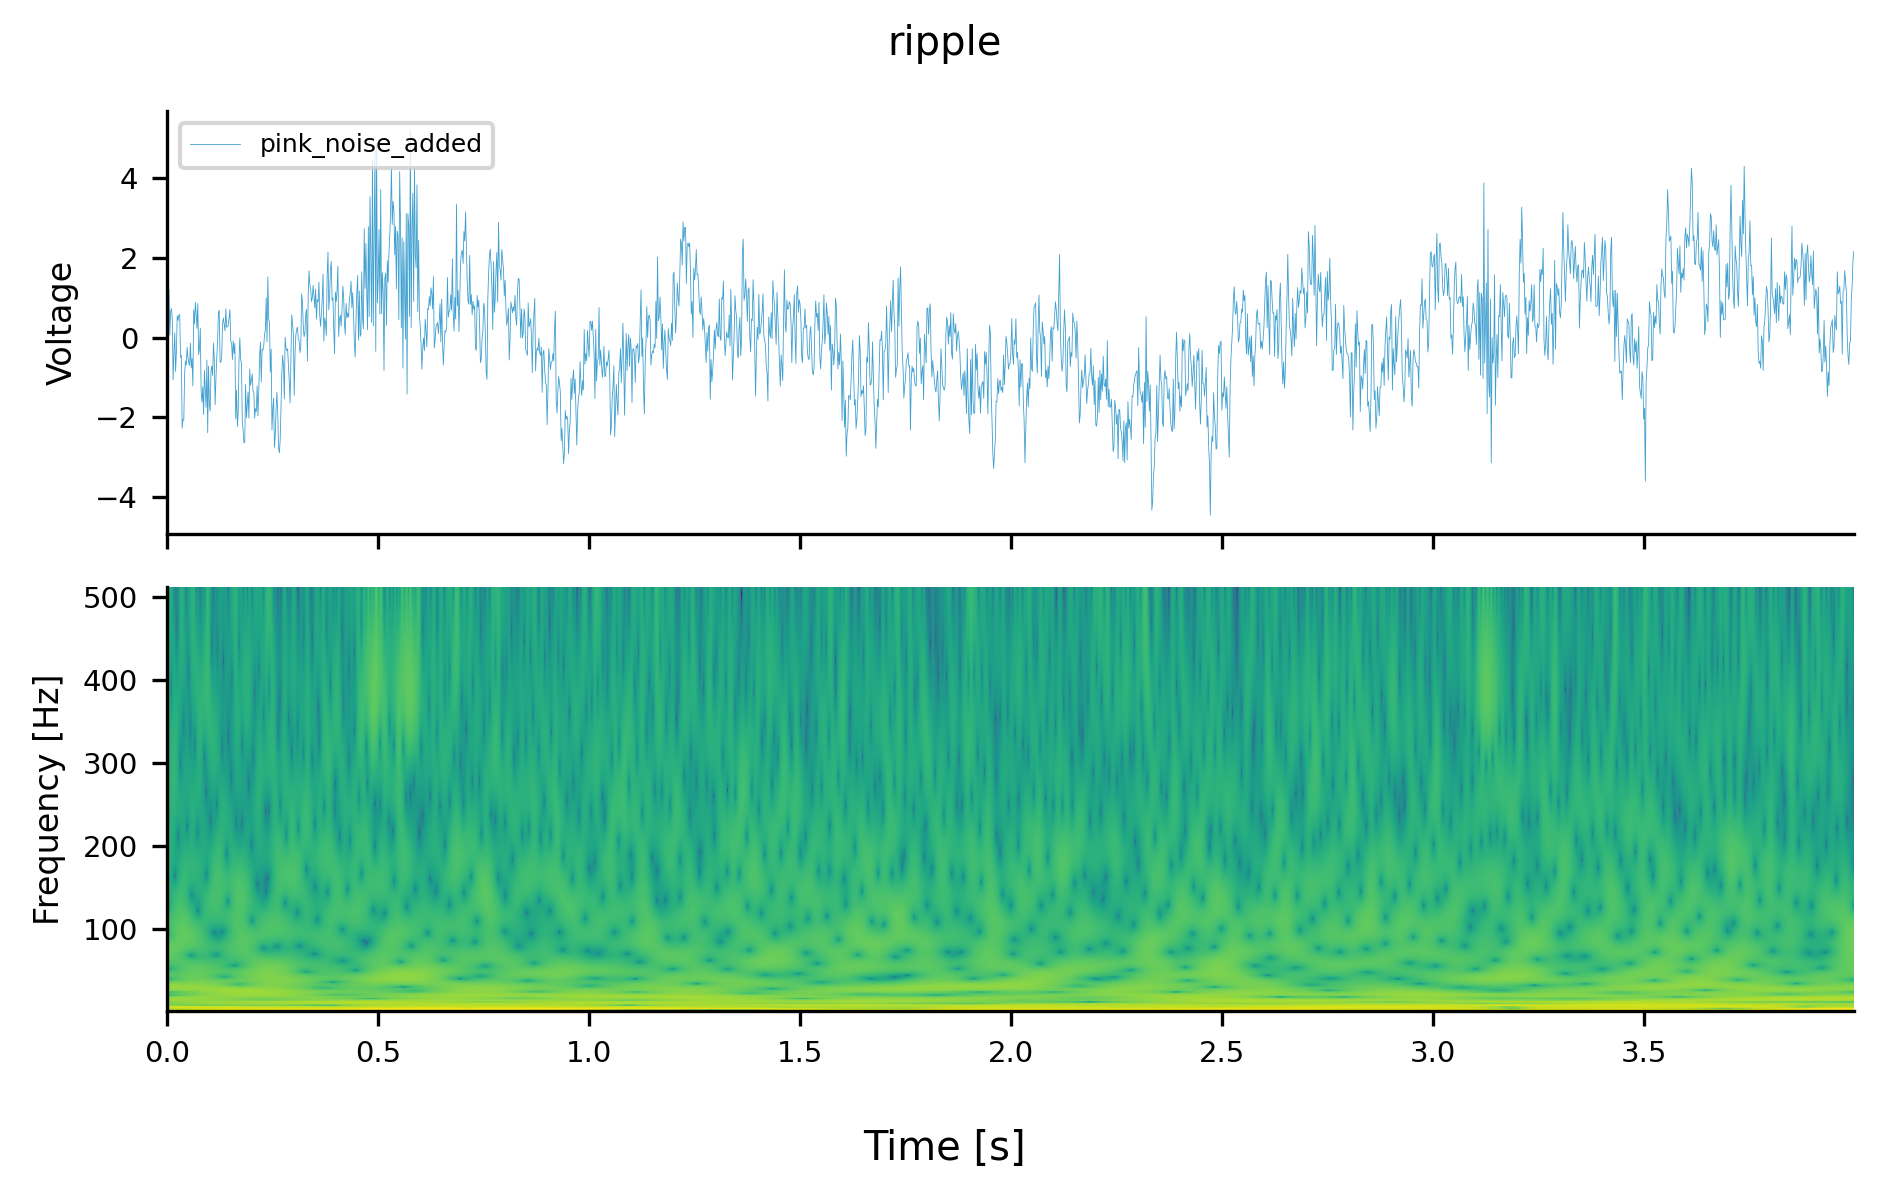 ripple
pink_noise_added
Voltage
4
2
0
−2
−4
Frequency [Hz]
500
400
300
200
100
0.0 0.5 1.0 1.5 2.0 2.5 3.0 3.5
Time [s]